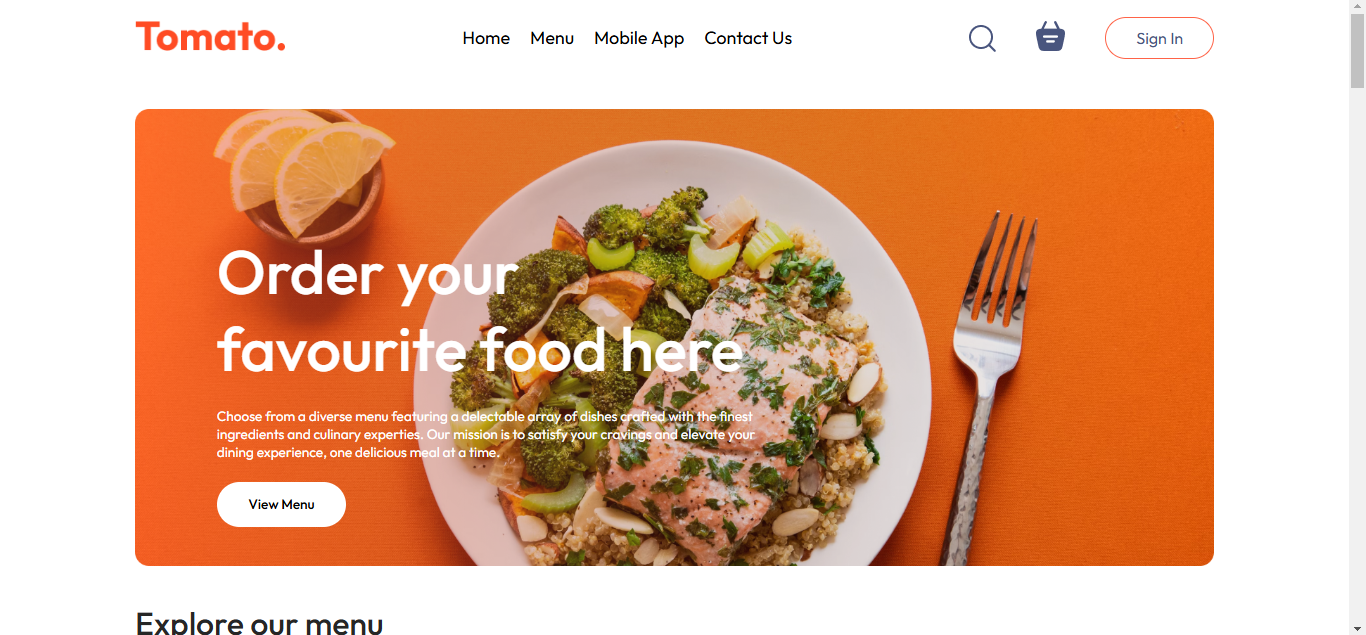 Tomato.
Home Menu Mobile App Contact Us
Sign In
Order your
favourite food here
Choose from a diverse menu featuring a delectable array of dishes crafted with the finest
ingredients and culinary experties. Our mission is to satisfy your cravings and elevate your
dining experience, one delicious meal at a time.
View Menu
Explore our menu